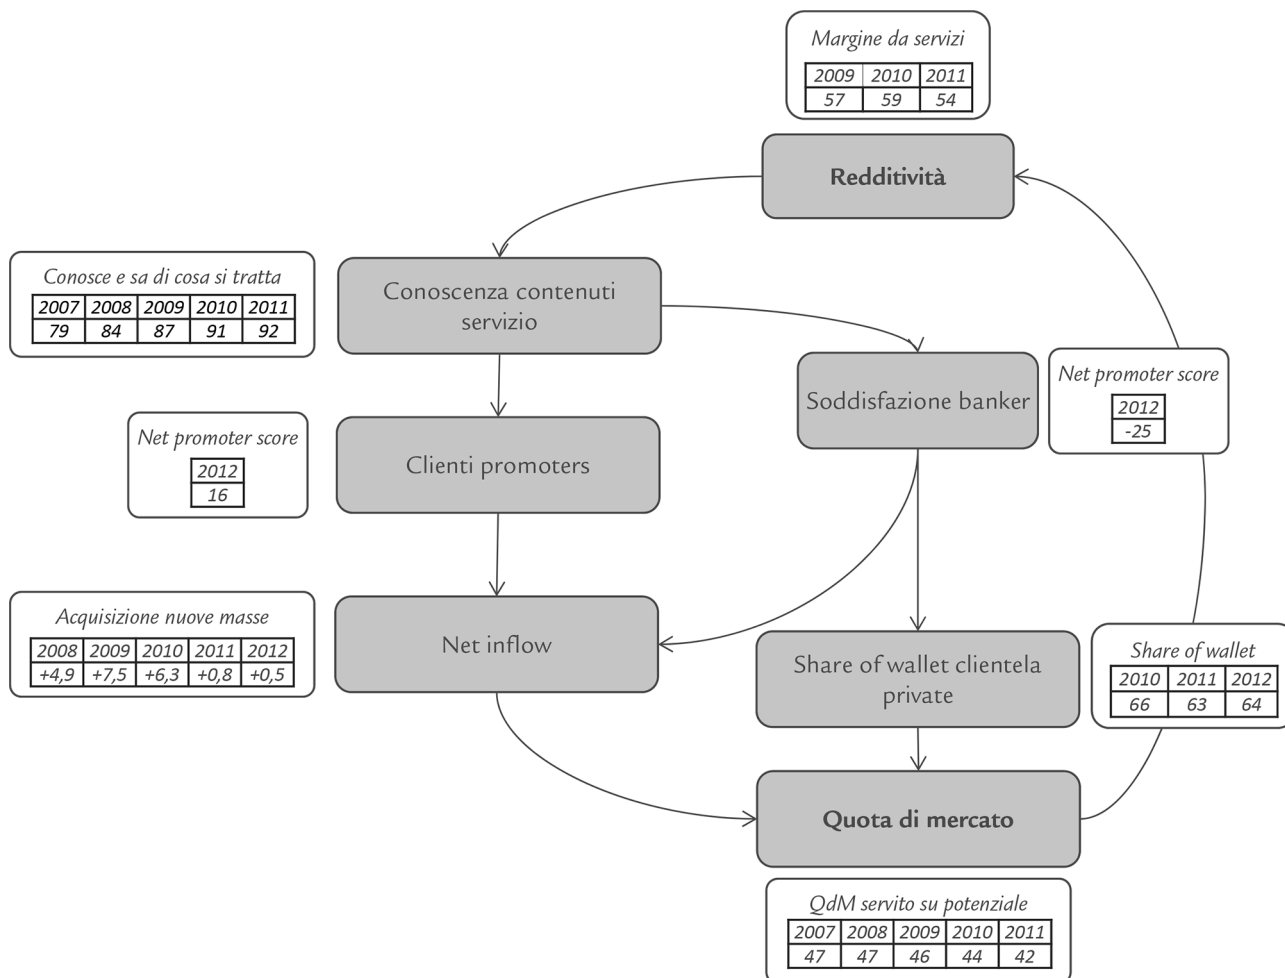 Margine da servizi
2009 2010 2011
57 59 54
Redditività
Conosce e sa di cosa si tratta
2007 2008 2009 2010 2011
79 84 87 91 92
Conoscenza contenuti
servizio
Soddisfazione banker
Net promoter score
2012
-25
Net promoter score
2012
16
Clienti promoters
Acquisizione nuove masse
2008 2009 2010 2011 2012
+4,9 +7,5 +6,3 +0,8 +0,5
Net inflow
Share of wallet clientela
private
Share of wallet
2010 2011 2012
66 63 64
Quota di mercato
QdM servito su potenziale
2007 2008 2009 2010 2011
47 47 46 44 42